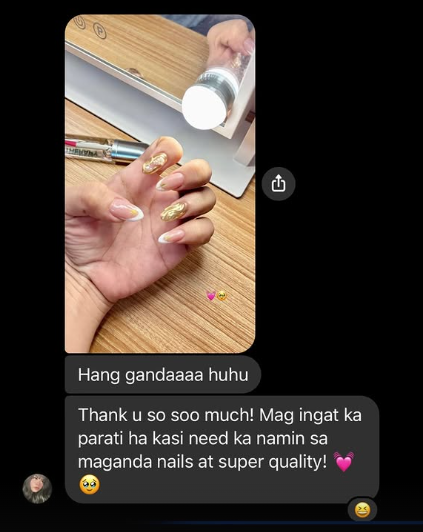 Hang gandaaaa huhu
Thank u so soo much! Mag ingat ka
parati ha kasi need ka namin sa
maganda nails at super quality! 💓
🥹